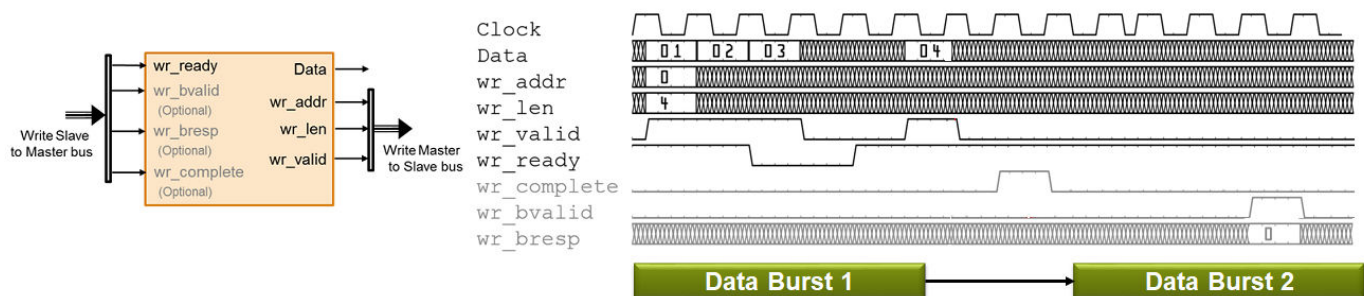 wr_ready
wr_bvalid
(Optional)
wr_bresp
(Optional)
wr_complete
(Optional)
Data
wr_addr
wr_len
wr_valid
Write Slave
to Master bus
Write Master
to Slave bus
Clock
Data 01 02 03 04
wr_addr 0
wr_len 4
wr_valid
wr_ready
wr_complete
wr_bvalid
wr_bresp 0
Data Burst 1
Data Burst 2